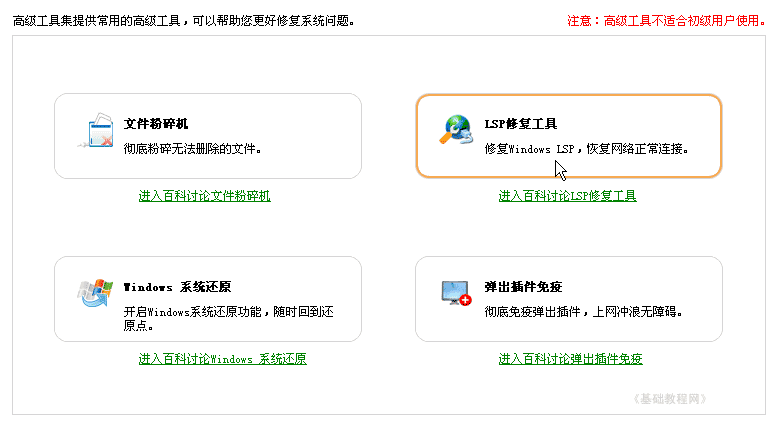 高级工具集提供常用的高级工具，可以帮助您更好修复系统问题。
注意：高级工具不适合初级用户使用。
文件粉碎机
彻底粉碎无法删除的文件。
进入百科讨论文件粉碎机
LSP修复工具
修复Windows LSP，恢复网络正常连接。
进入百科讨论LSP修复工具
Windows 系统还原
开启Windows系统还原功能，随时回到还
原点。
进入百科讨论Windows 系统还原
弹出插件免疫
彻底免疫弹出插件，上网冲浪无障碍。
进入百科讨论弹出插件免疫
《基础教程网》